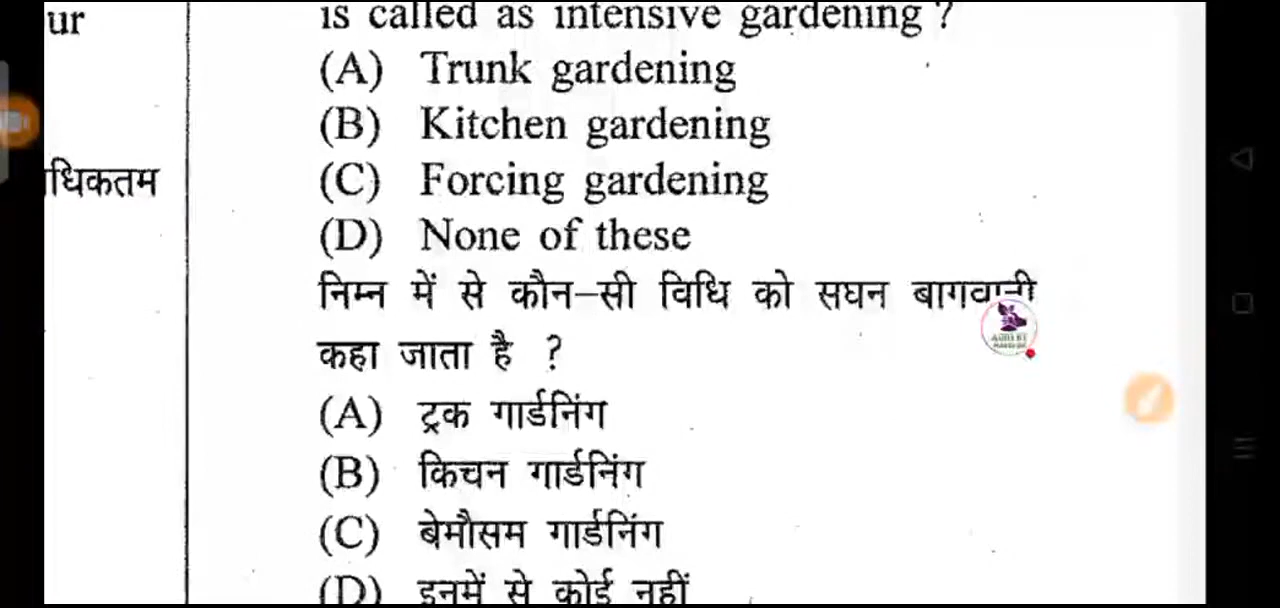 ur
धिकतम
is called as intensive gardening ?
(A) Trunk gardening
(B) Kitchen gardening
(C) Forcing gardening
(D) None of these
निम्न में से कौन-सी विधि को सघन बागवानी
कहा जाता है ?
(A) ट्रक गार्डनिंग
(B) किचन गार्डनिंग
(C) बेमौसम गार्डनिंग
(D) इनमें से कोई नहीं